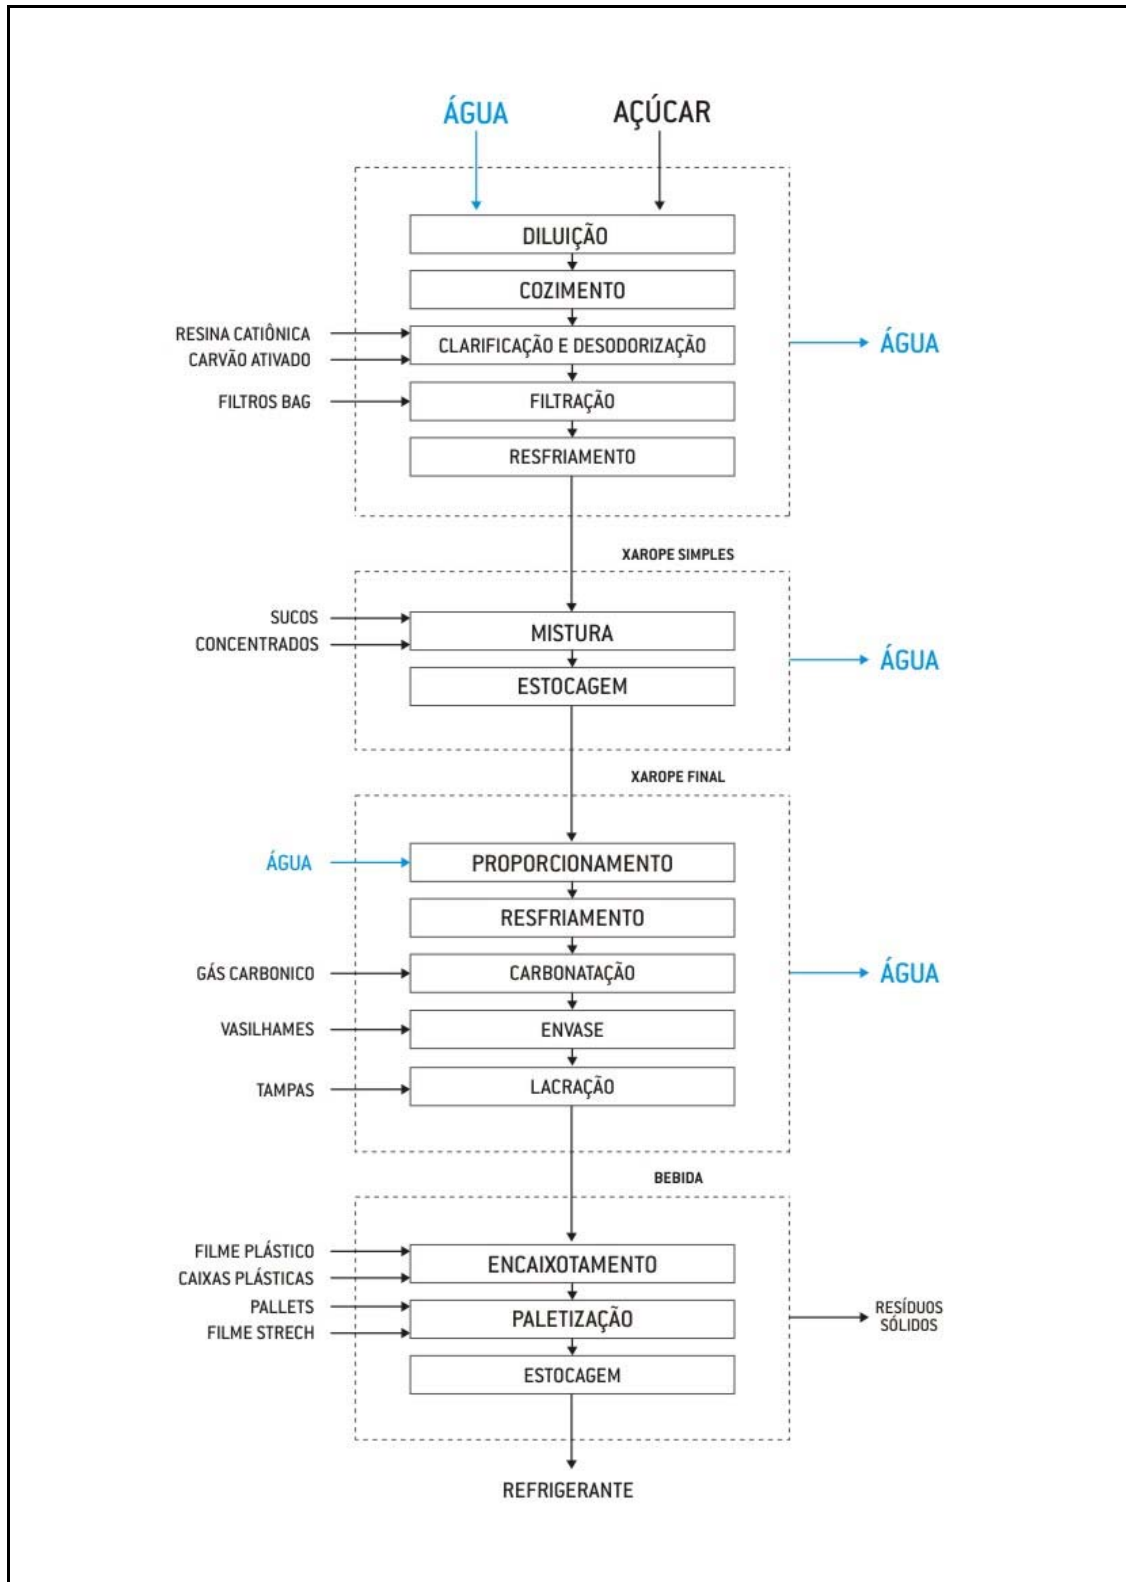 ÁGUA
AÇÚCAR
DILUIÇÃO
COZIMENTO
RESINA CATIÔNICA
CARVÃO ATIVADO
CLARIFICAÇÃO E DESODORIZAÇÃO
ÁGUA
FILTROS BAG
FILTRAÇÃO
RESFRIAMENTO
XAROPE SIMPLES
SUCOS
CONCENTRADOS
MISTURA
ÁGUA
ESTOCAGEM
XAROPE FINAL
ÁGUA
PROPORCIONAMENTO
RESFRIAMENTO
GÁS CARBONICO
CARBONATAÇÃO
ÁGUA
VASILHAMES
ENVASE
TAMPAS
LACRAÇÃO
BEBIDA
FILME PLÁSTICO
CAIXAS PLÁSTICAS
ENCAIXOTAMENTO
PALLETS
FILME STRECH
PALETIZAÇÃO
RESÍDUOS
SÓLIDOS
ESTOCAGEM
REFRIGERANTE